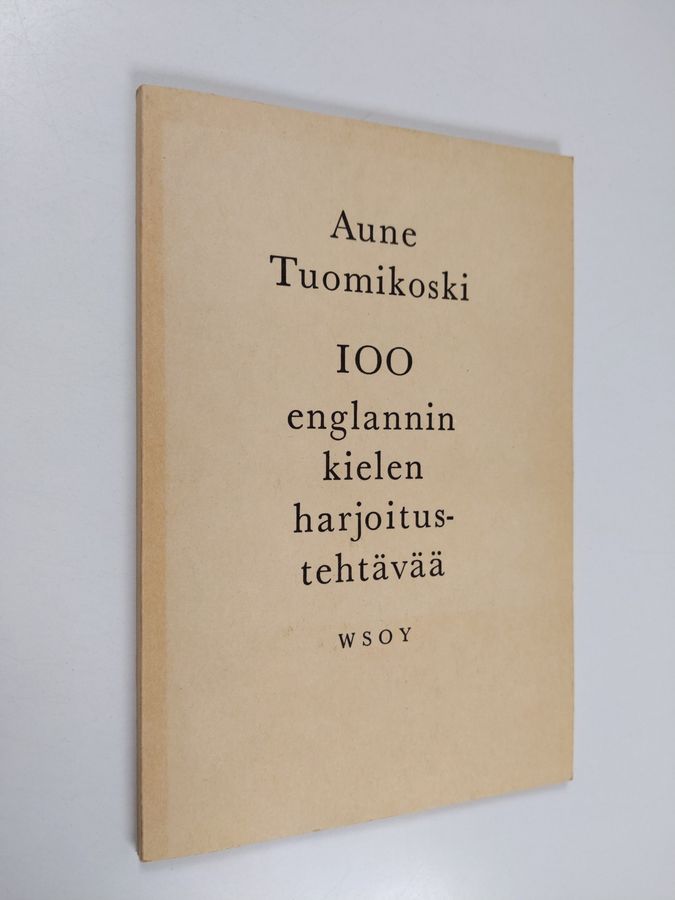 Aune
Tuomikoski
100
englannin
kielen
harjoitus-
tehtävää
WSOY